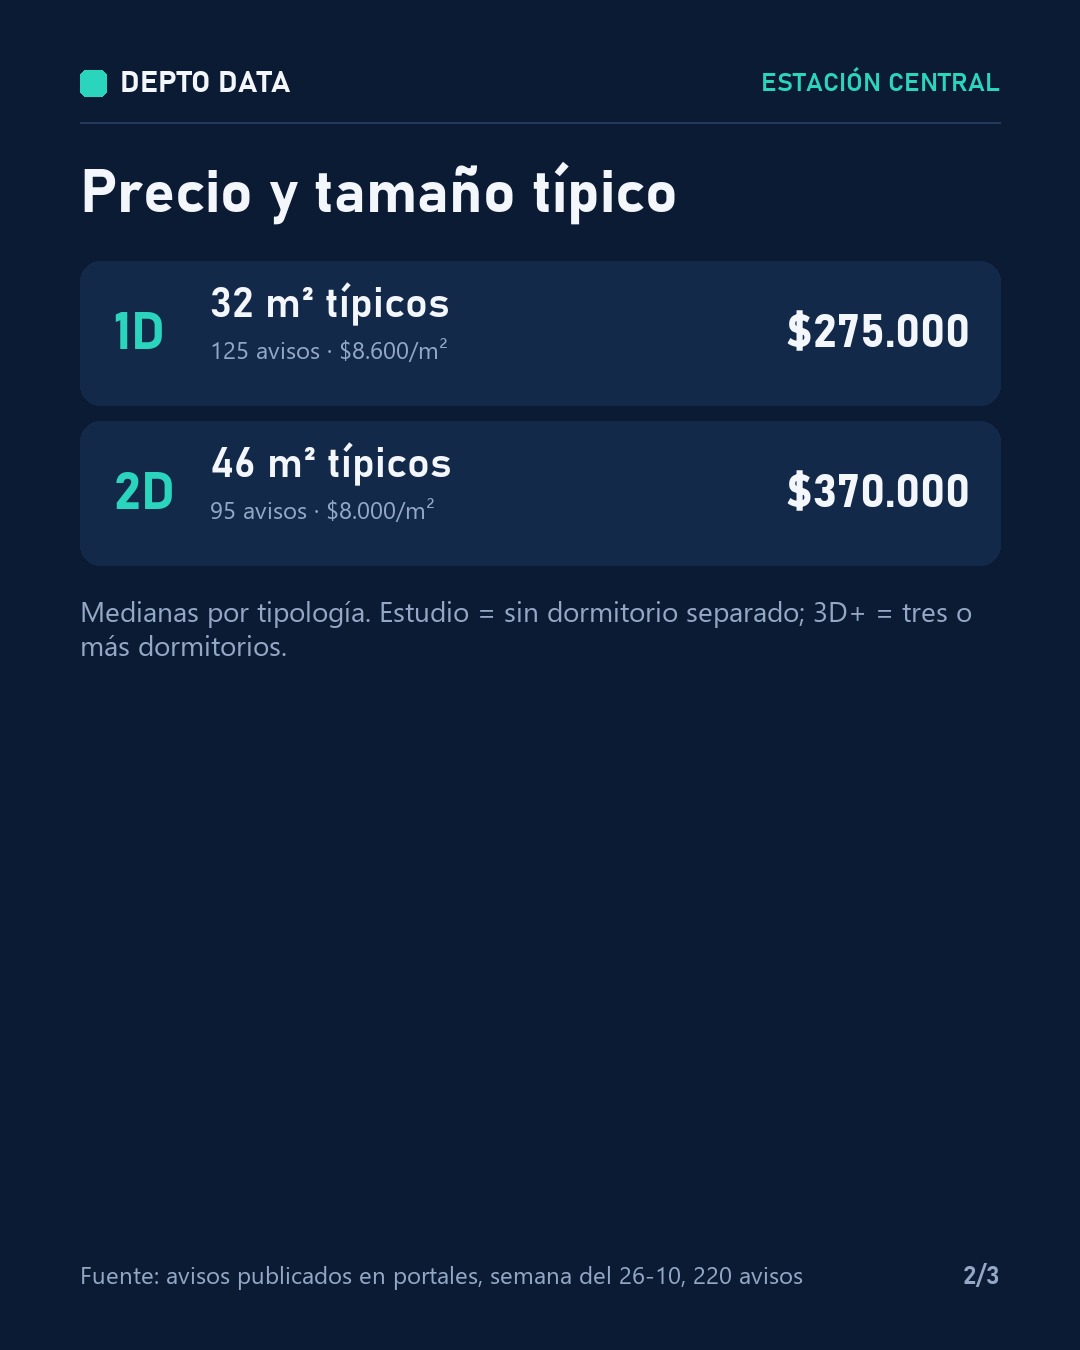 DEPTO DATA
ESTACIÓN CENTRAL
Precio y tamaño típico
1D
32 m² típicos
125 avisos · $8.600/m²
$275.000
2D
46 m² típicos
95 avisos · $8.000/m²
$370.000
Medianas por tipología. Estudio = sin dormitorio separado; 3D+ = tres o
más dormitorios.
Fuente: avisos publicados en portales, semana del 26-10, 220 avisos
2/3